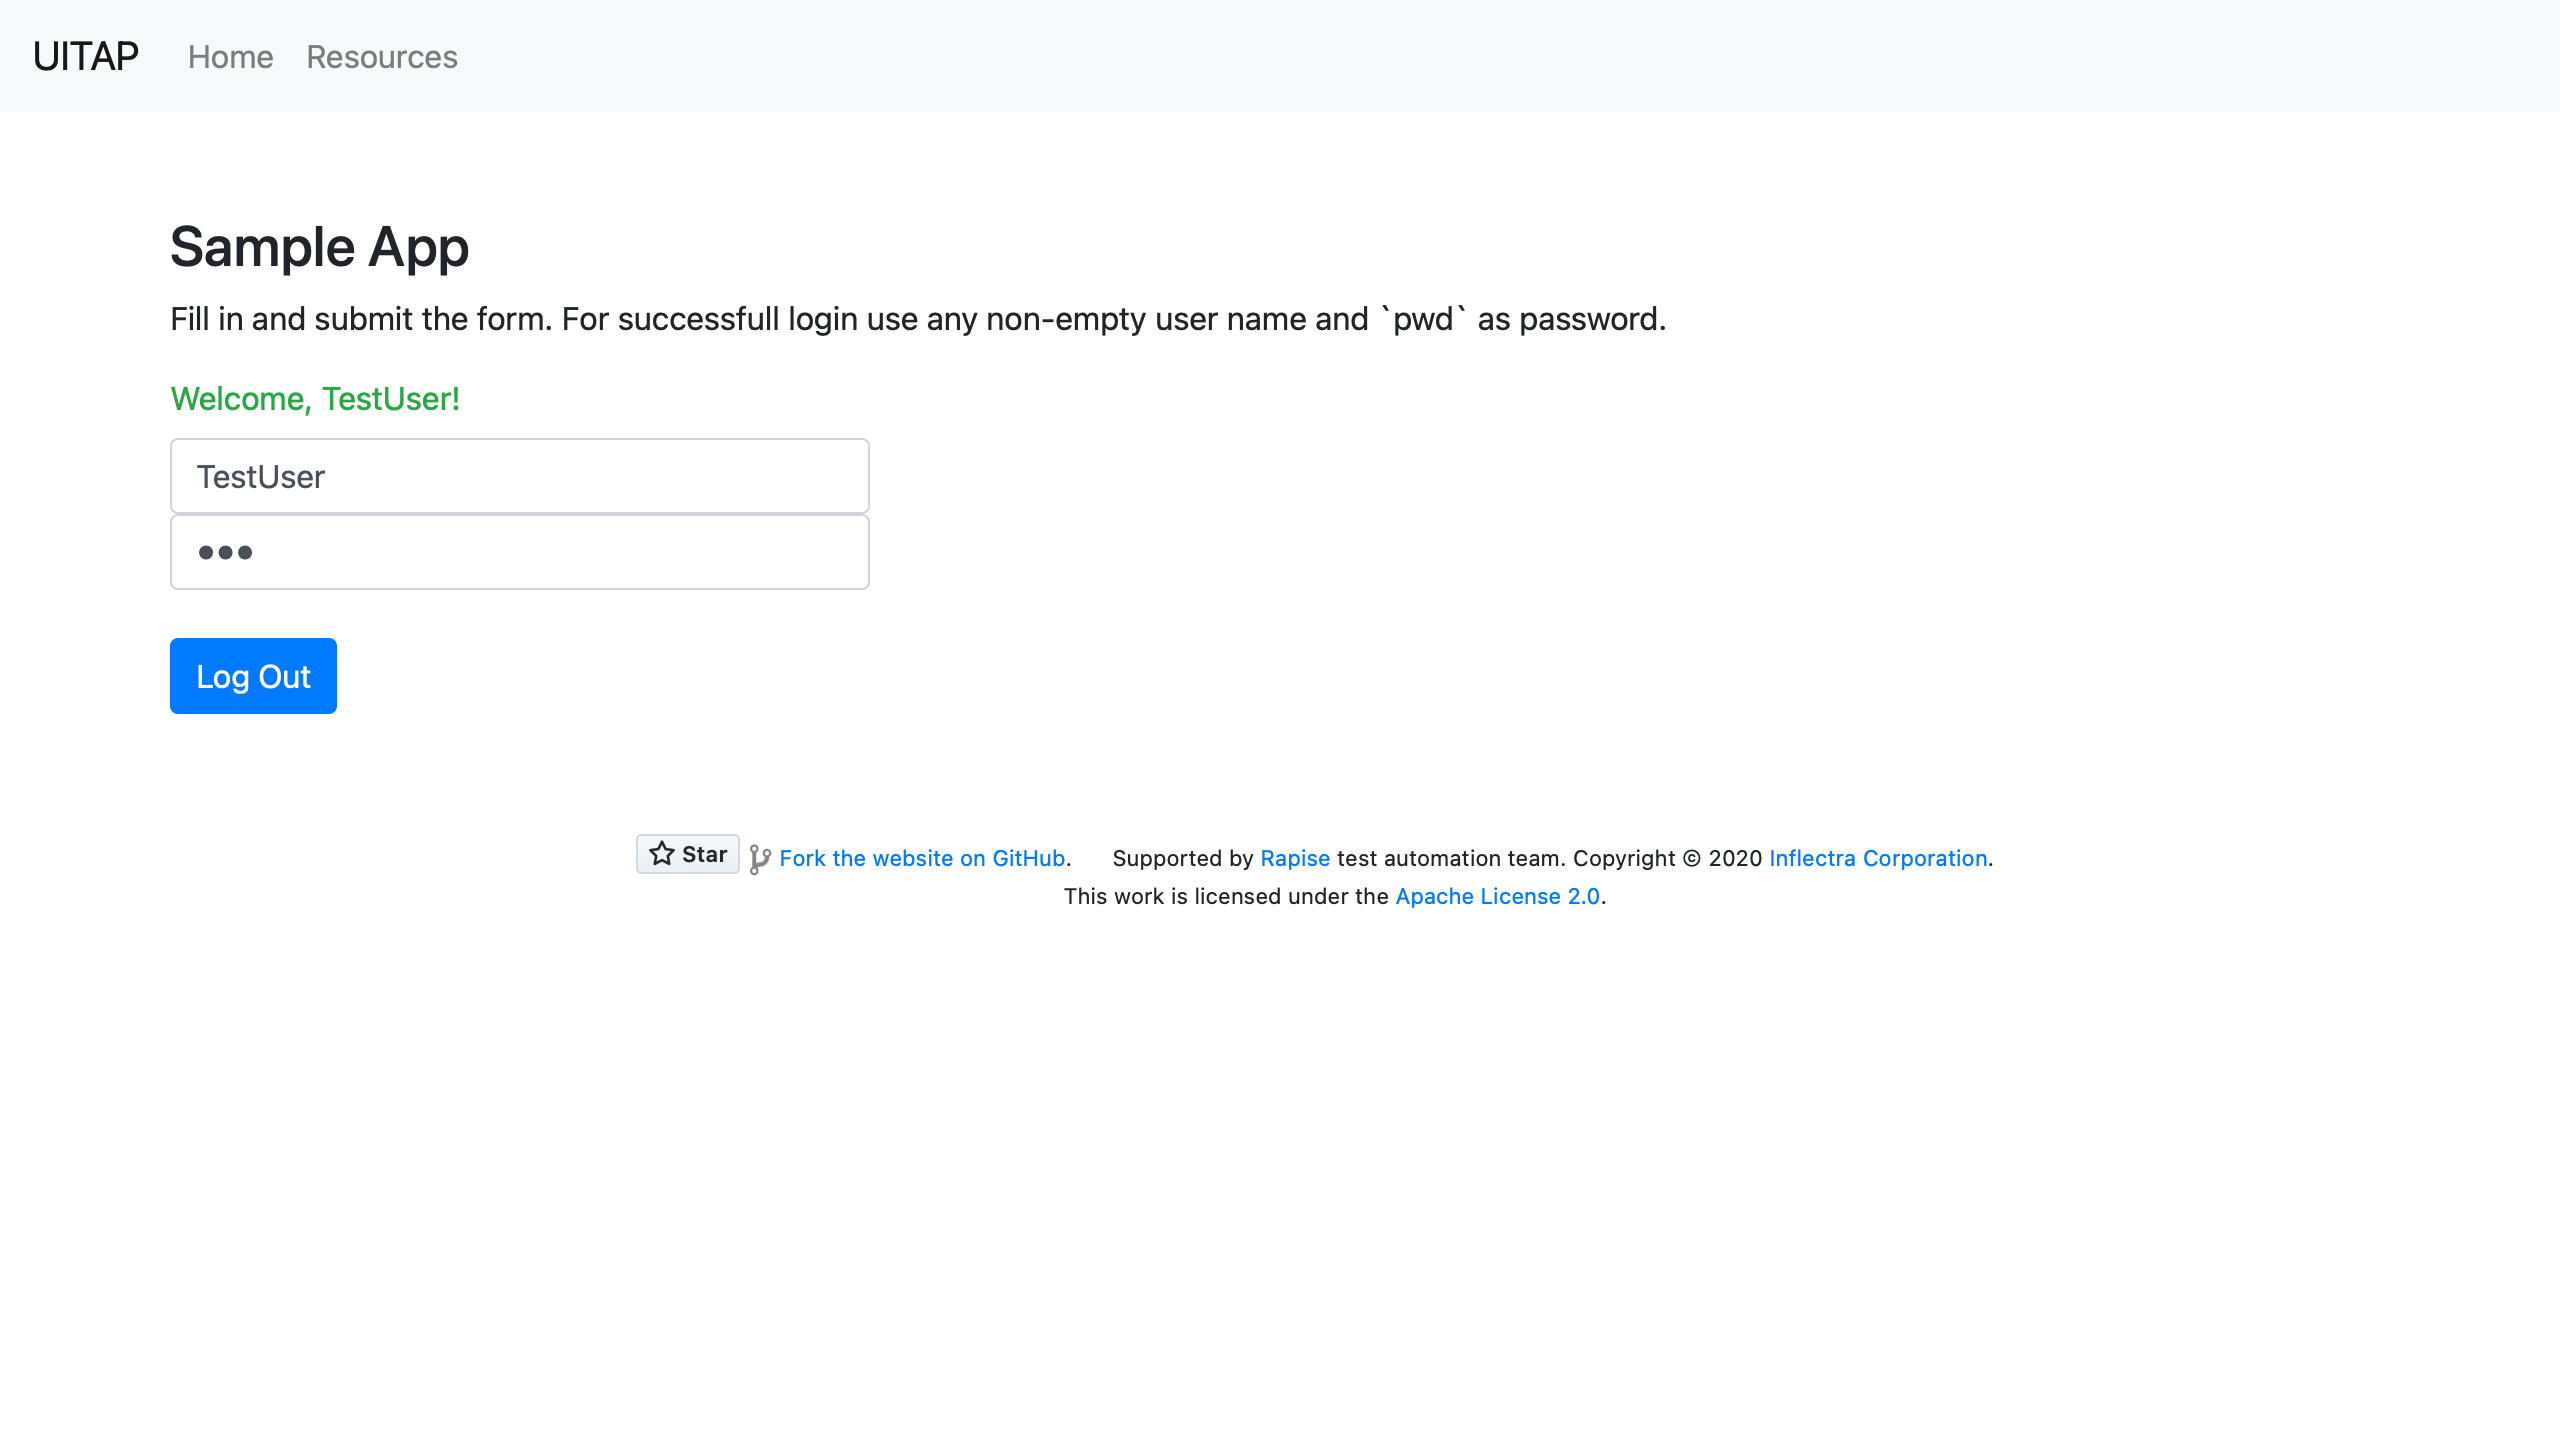 UITAP Home Resources
Sample App
Fill in and submit the form. For successfull login use any non-empty user name and `pwd` as password.
Welcome, TestUser!
TestUser
•••
Log Out
Star Fork the website on GitHub. Supported by Rapise test automation team. Copyright © 2020 Inflectra Corporation.
This work is licensed under the Apache License 2.0.